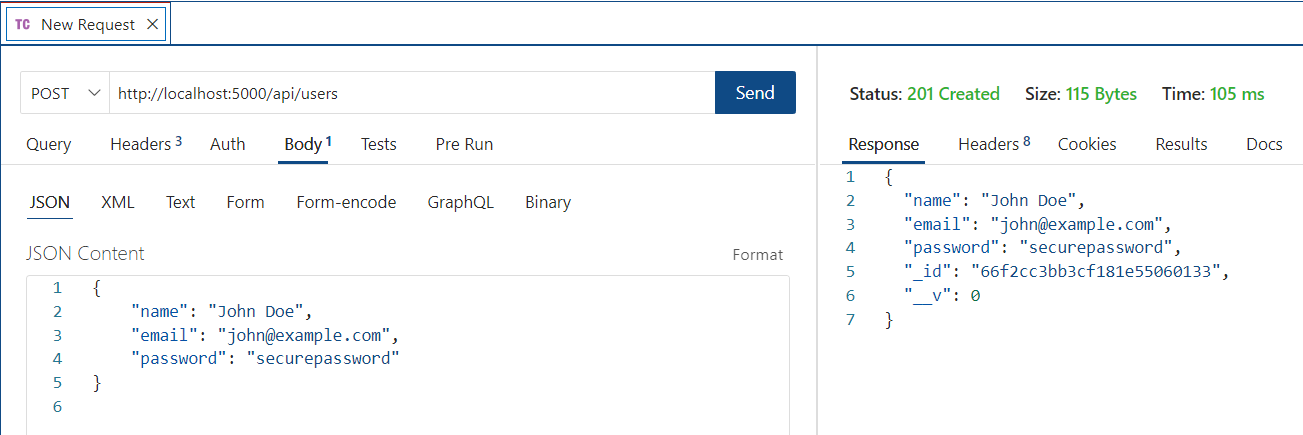 TC New Request ×
POST http://localhost:5000/api/users Send
Query Headers 3 Auth Body 1 Tests Pre Run
JSON XML Text Form Form-encode GraphQL Binary
JSON Content Format
1 {
2 "name": "John Doe",
3 "email": "john@example.com",
4 "password": "securepassword"
5 }
6
Status: 201 Created Size: 115 Bytes Time: 105 ms
Response Headers 8 Cookies Results Docs
1 {
2 "name": "John Doe",
3 "email": "john@example.com",
4 "password": "securepassword",
5 "_id": "66f2cc3bb3cf181e55060133",
6 "__v": 0
7 }